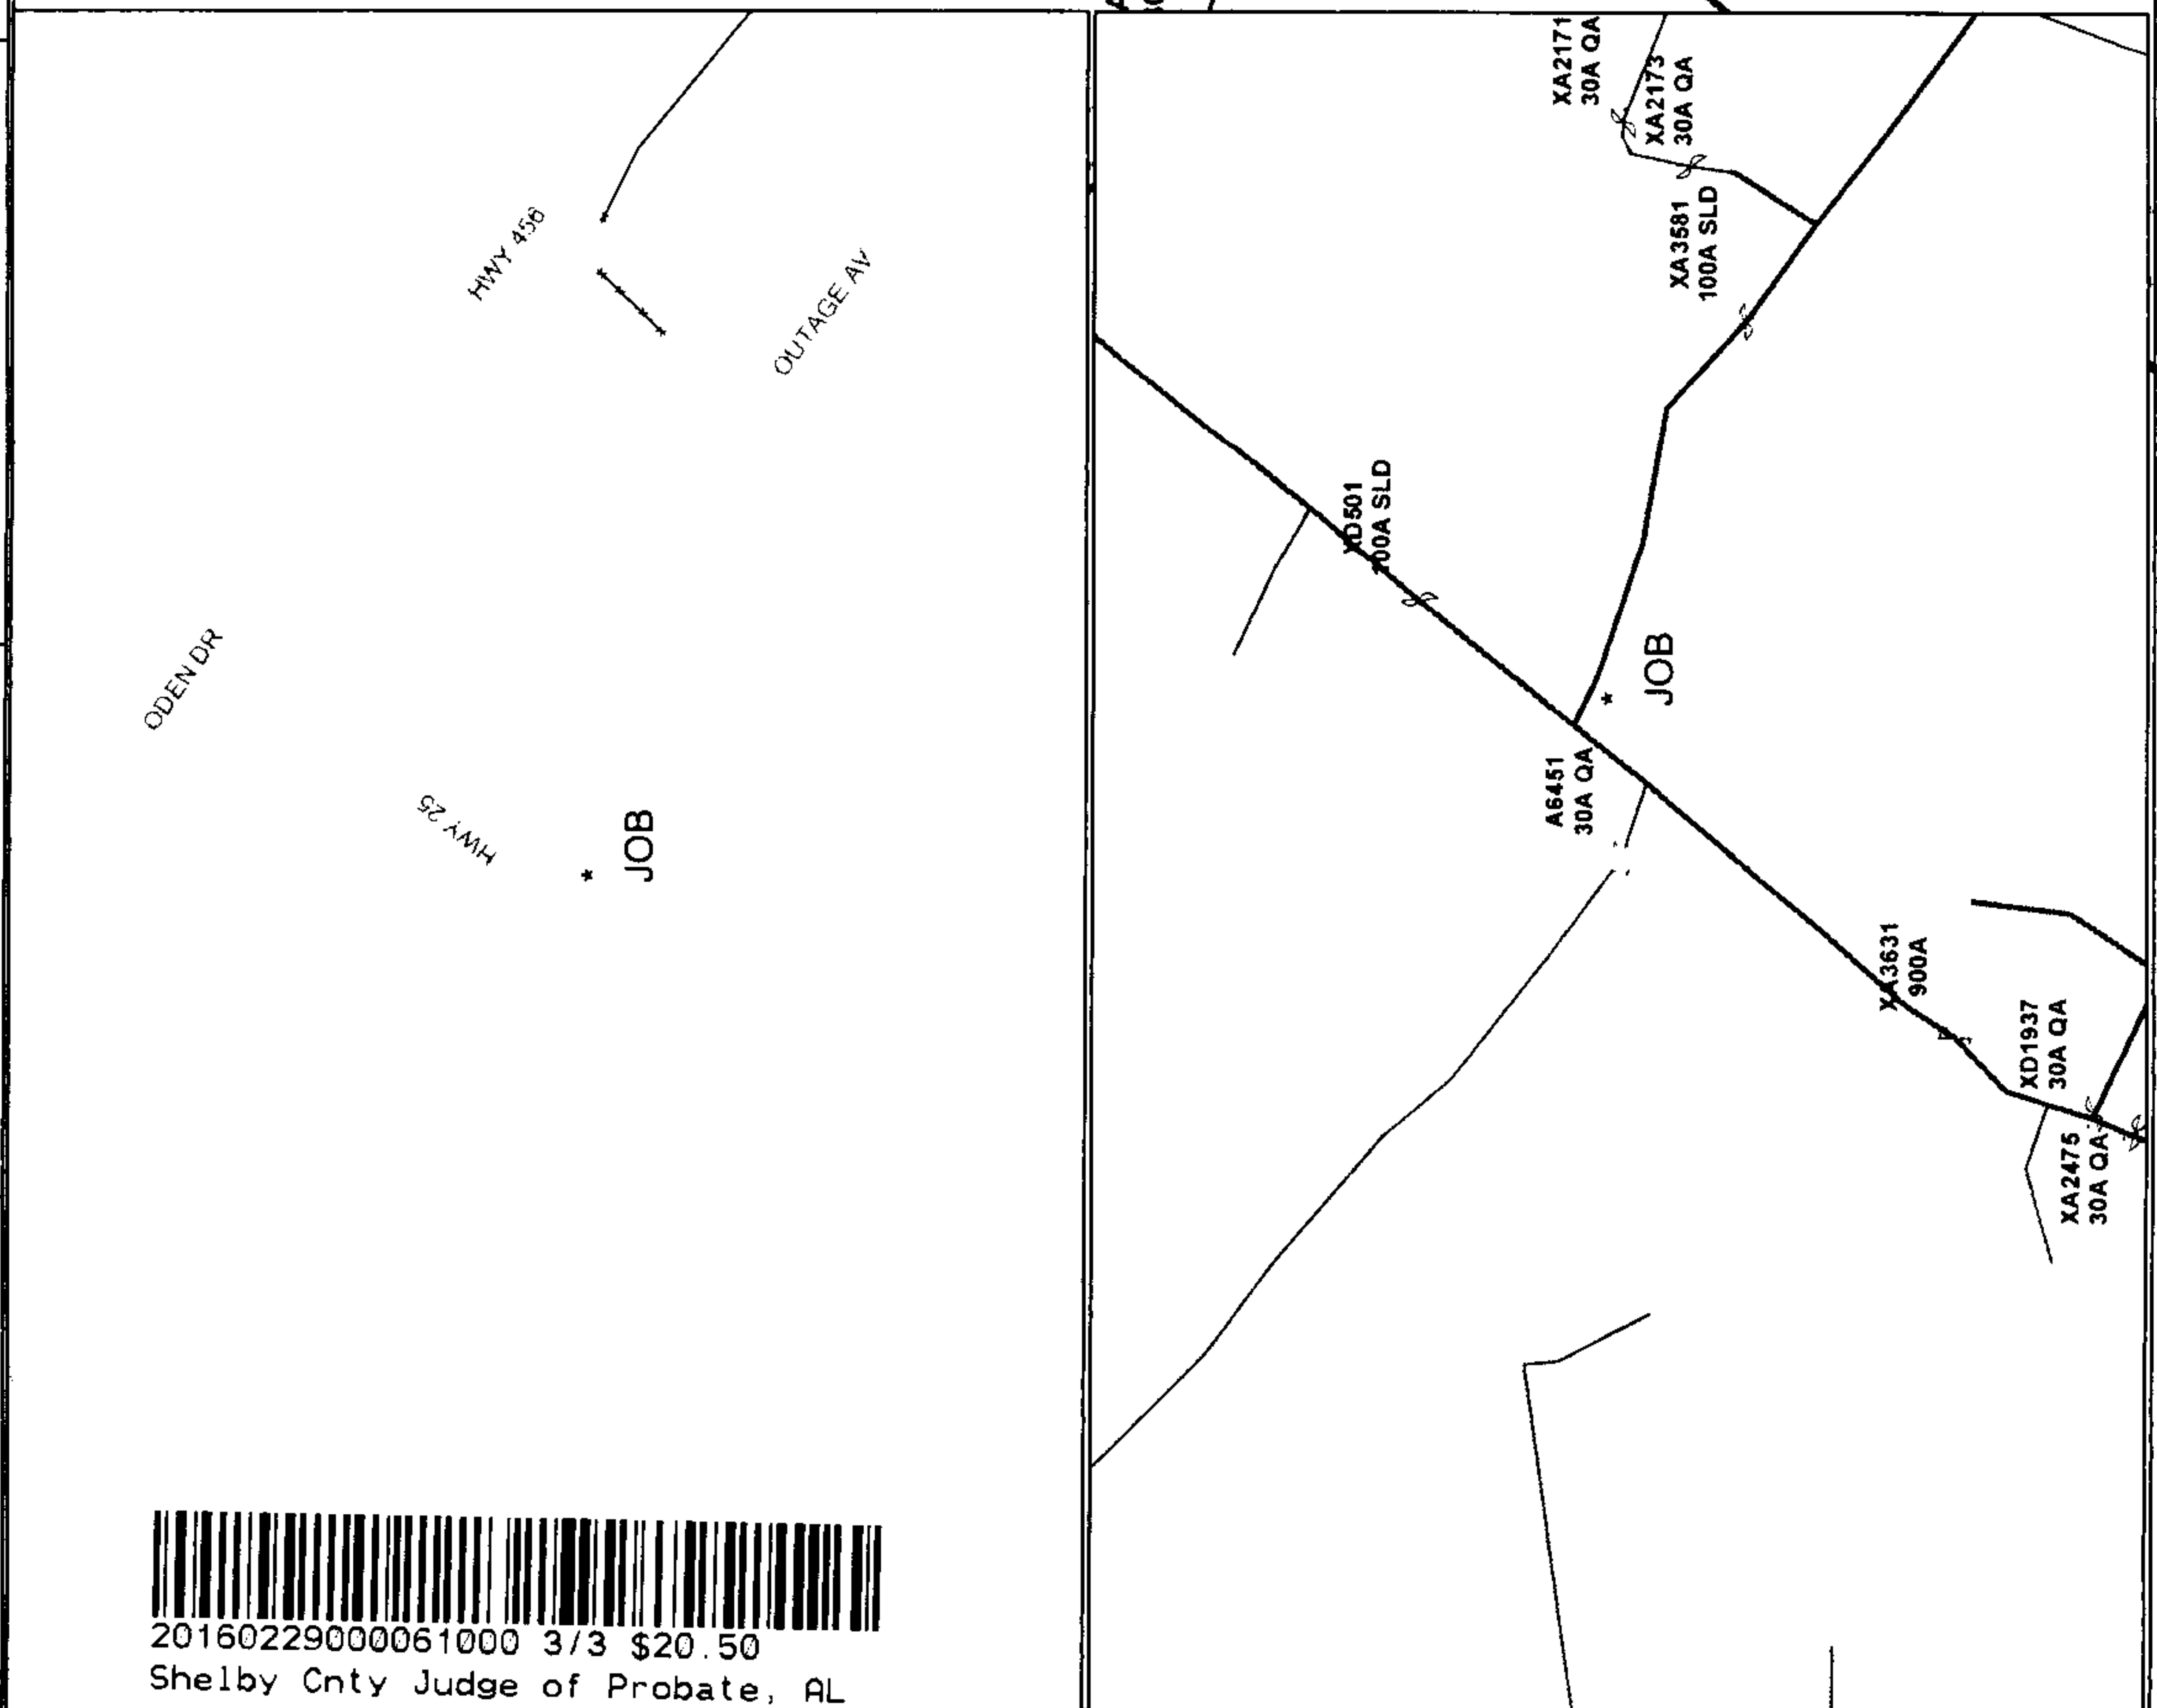 HWY 456
OUTAGE AV
ODEN DR
HWY 25
JOB
20160229000061000 3/3 $20.50
Shelby Cnty Judge of Probate, AL
XA2171
30A QA
XA2173
30A QA
XA3581
100A SLD
XD501
100A SLD
JOB
A6451
30A QA
XA3631
900A
XD1937
30A QA
XA2475
30A QA